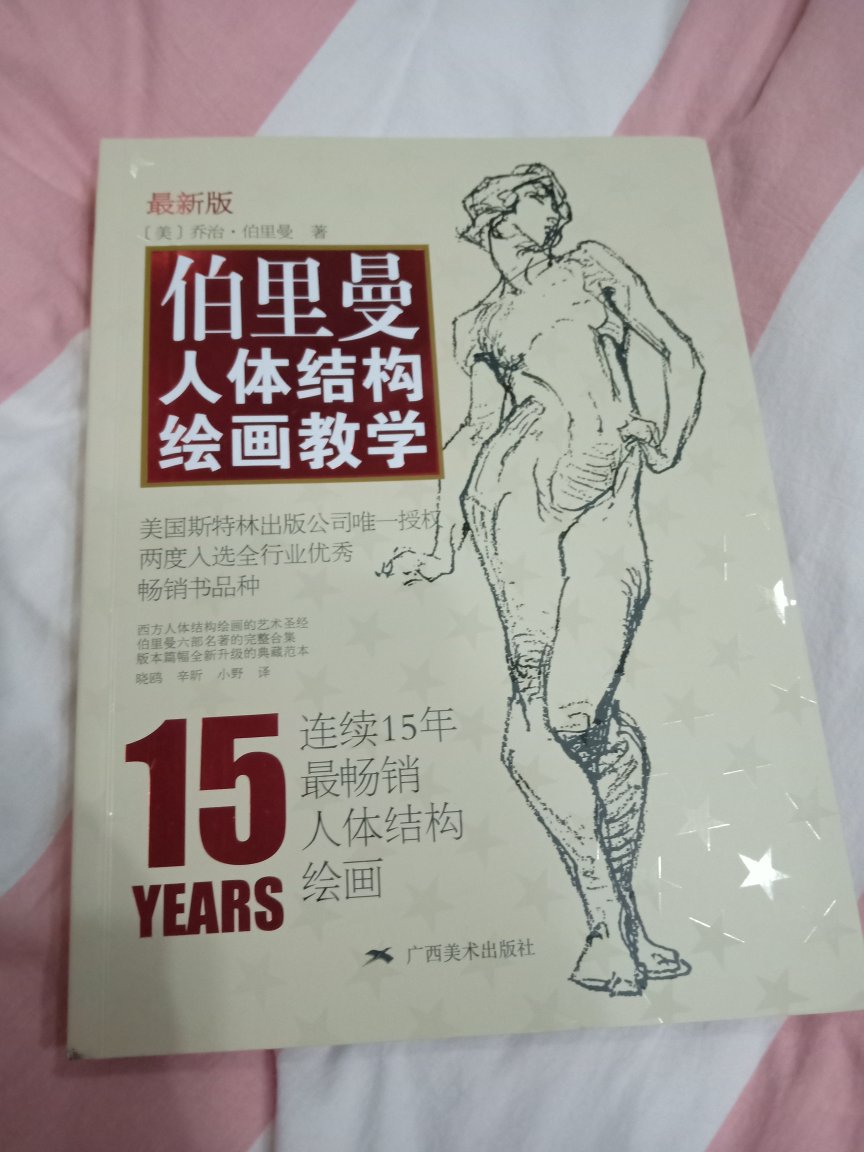 最新版
〔美〕乔治·伯里曼 著
伯里曼
人体结构
绘画教学
美国斯特林出版公司唯一授权
两度入选全行业优秀
畅销书品种
西方人体结构绘画的艺术圣经
伯里曼六部名著的完整合集
版本篇幅全新升级的典藏范本
晓鸥 辛昕 小野 译
15
YEARS
连续15年
最畅销
人体结构
绘画
广西美术出版社